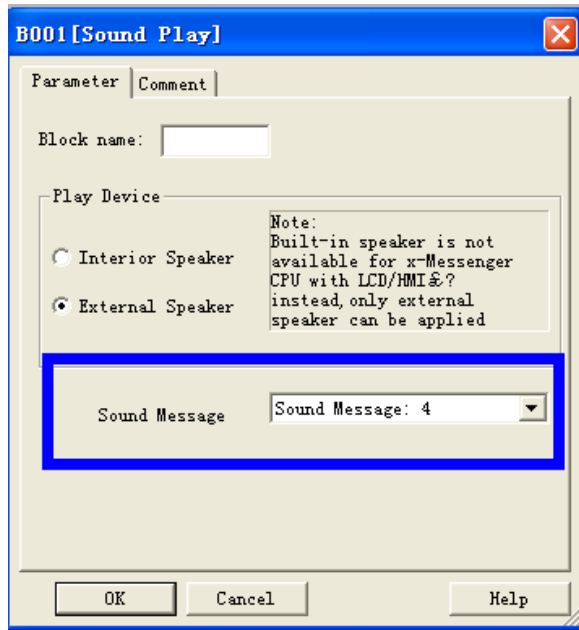 B001[Sound Play]
Parameter
Comment
Block name:
Play Device
Interior Speaker
External Speaker
Note:
Built-in speaker is not
available for x-Messenger
CPU with LCD/HMI£?
instead,only external
speaker can be applied
Sound Message
Sound Message: 4
OK
Cancel
Help